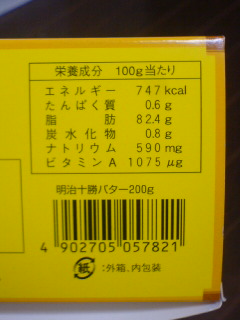 栄養成分 100g当たり
エネルギー 747 kcal
たんぱく質 0.6 g
脂肪 82.4 g
炭水化物 0.8 g
ナトリウム 590 mg
ビタミンA 1075 μg
明治十勝バター200g
4 902705 057821
紙 :外箱、内包装